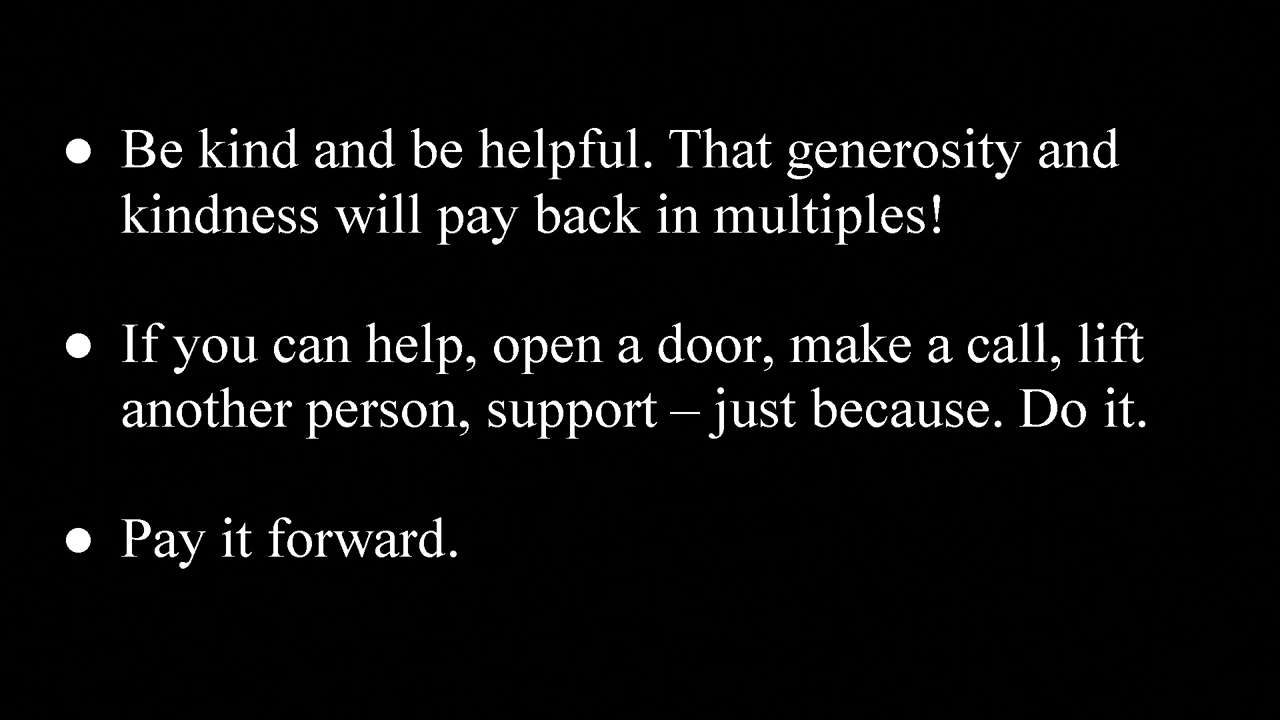 ● Be kind and be helpful. That generosity and
kindness will pay back in multiples!
● If you can help, open a door, make a call, lift
another person, support – just because. Do it.
● Pay it forward.